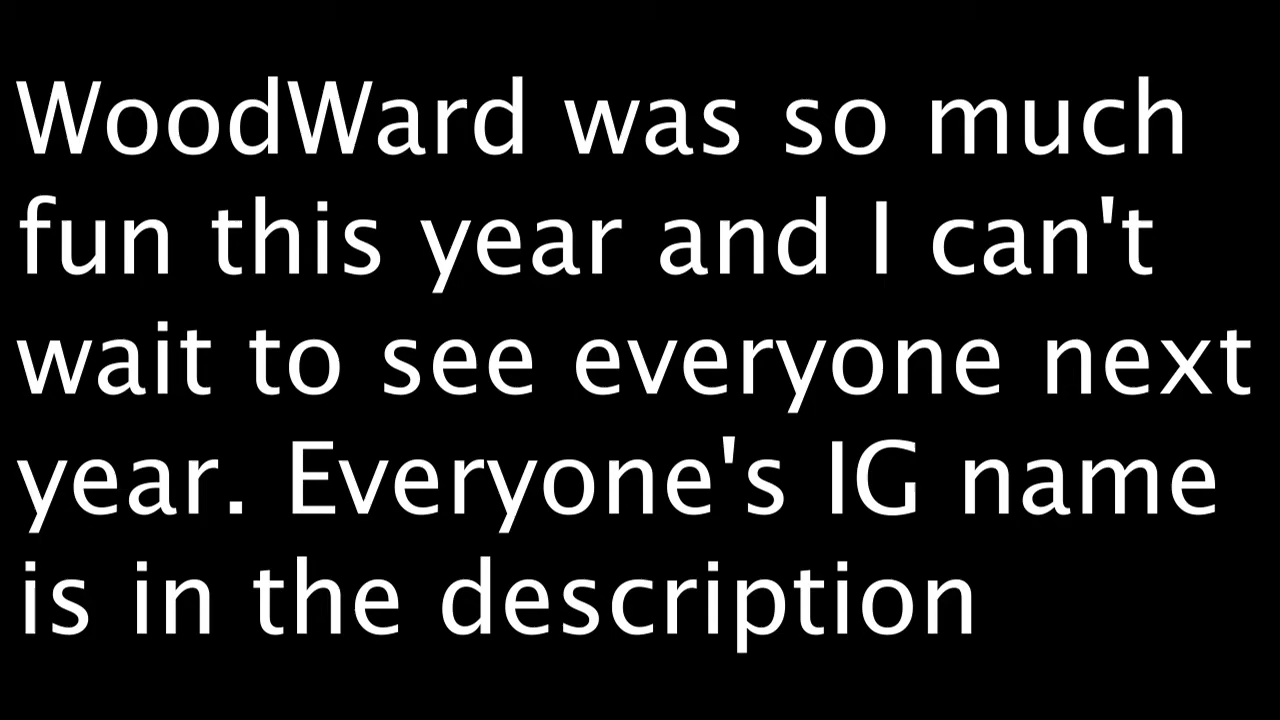 WoodWard was so much
fun this year and I can't
wait to see everyone next
year. Everyone's IG name
is in the description